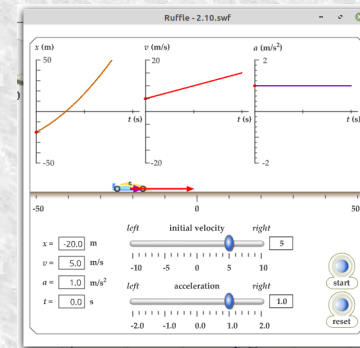 Ruffle - 2.10.swf
x (m)
v (m/s)
a (m/s²)
50
20
2
t (s)
t (s)
t (s)
-50
-20
-2
-50
0
50
left initial velocity right
x = -20.0 m
5
v = 5.0 m/s
-10 -5 0 5 10
a = 1.0 m/s²
left acceleration right
start
t = 0.0 s
1.0
-2.0 -1.0 0.0 1.0 2.0
reset